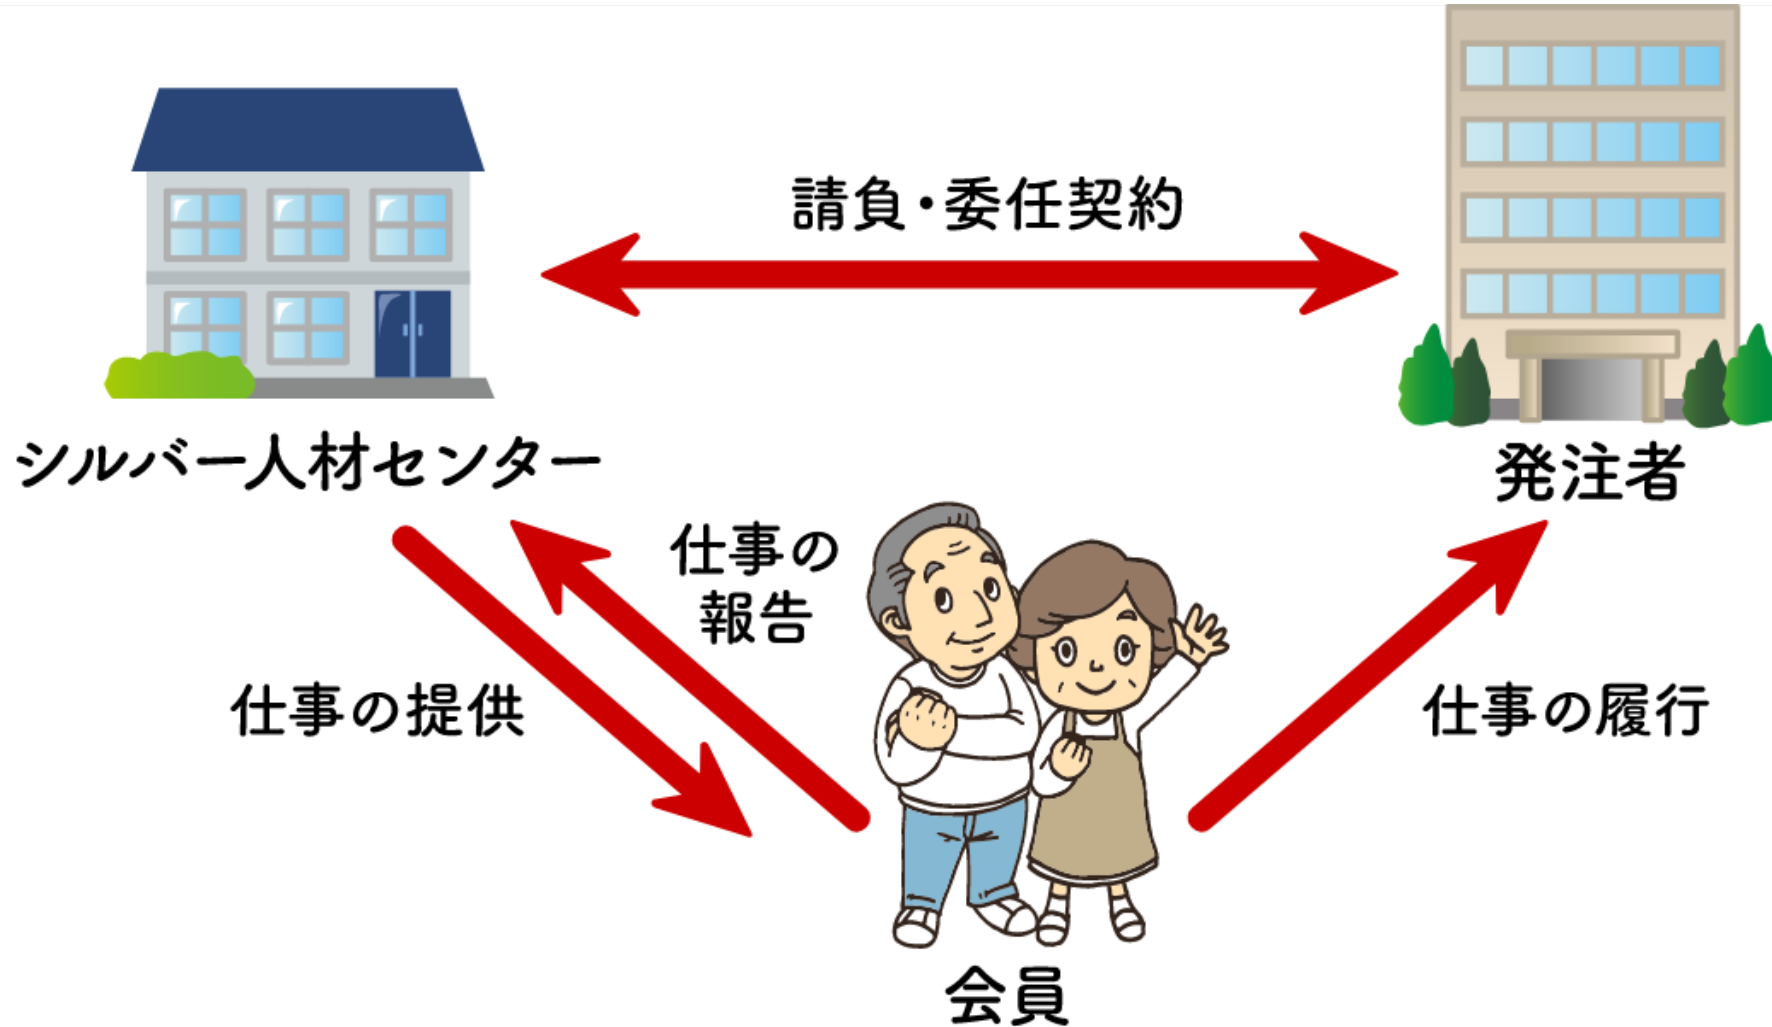 請負・委任契約
シルバー人材センター
発注者
仕事の
報告
仕事の提供
仕事の履行
会員